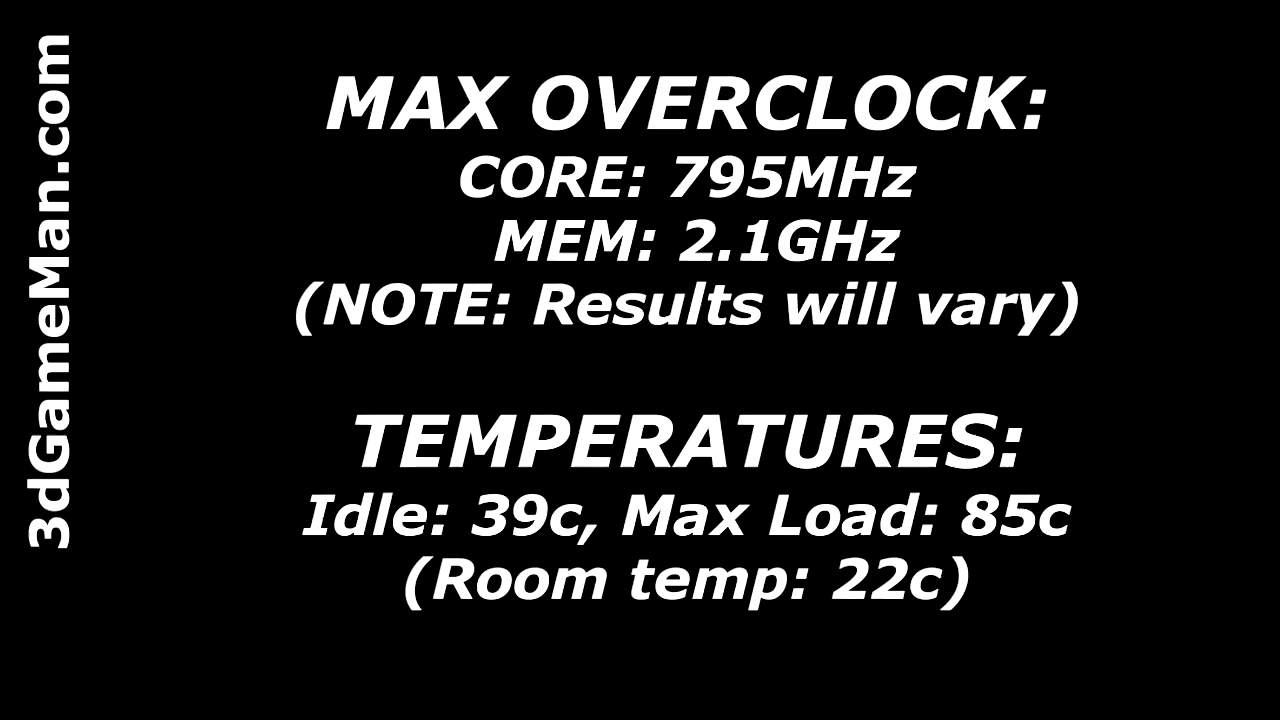 3dGameMan.com
MAX OVERCLOCK:
CORE: 795MHz
MEM: 2.1GHz
(NOTE: Results will vary)
TEMPERATURES:
Idle: 39c, Max Load: 85c
(Room temp: 22c)